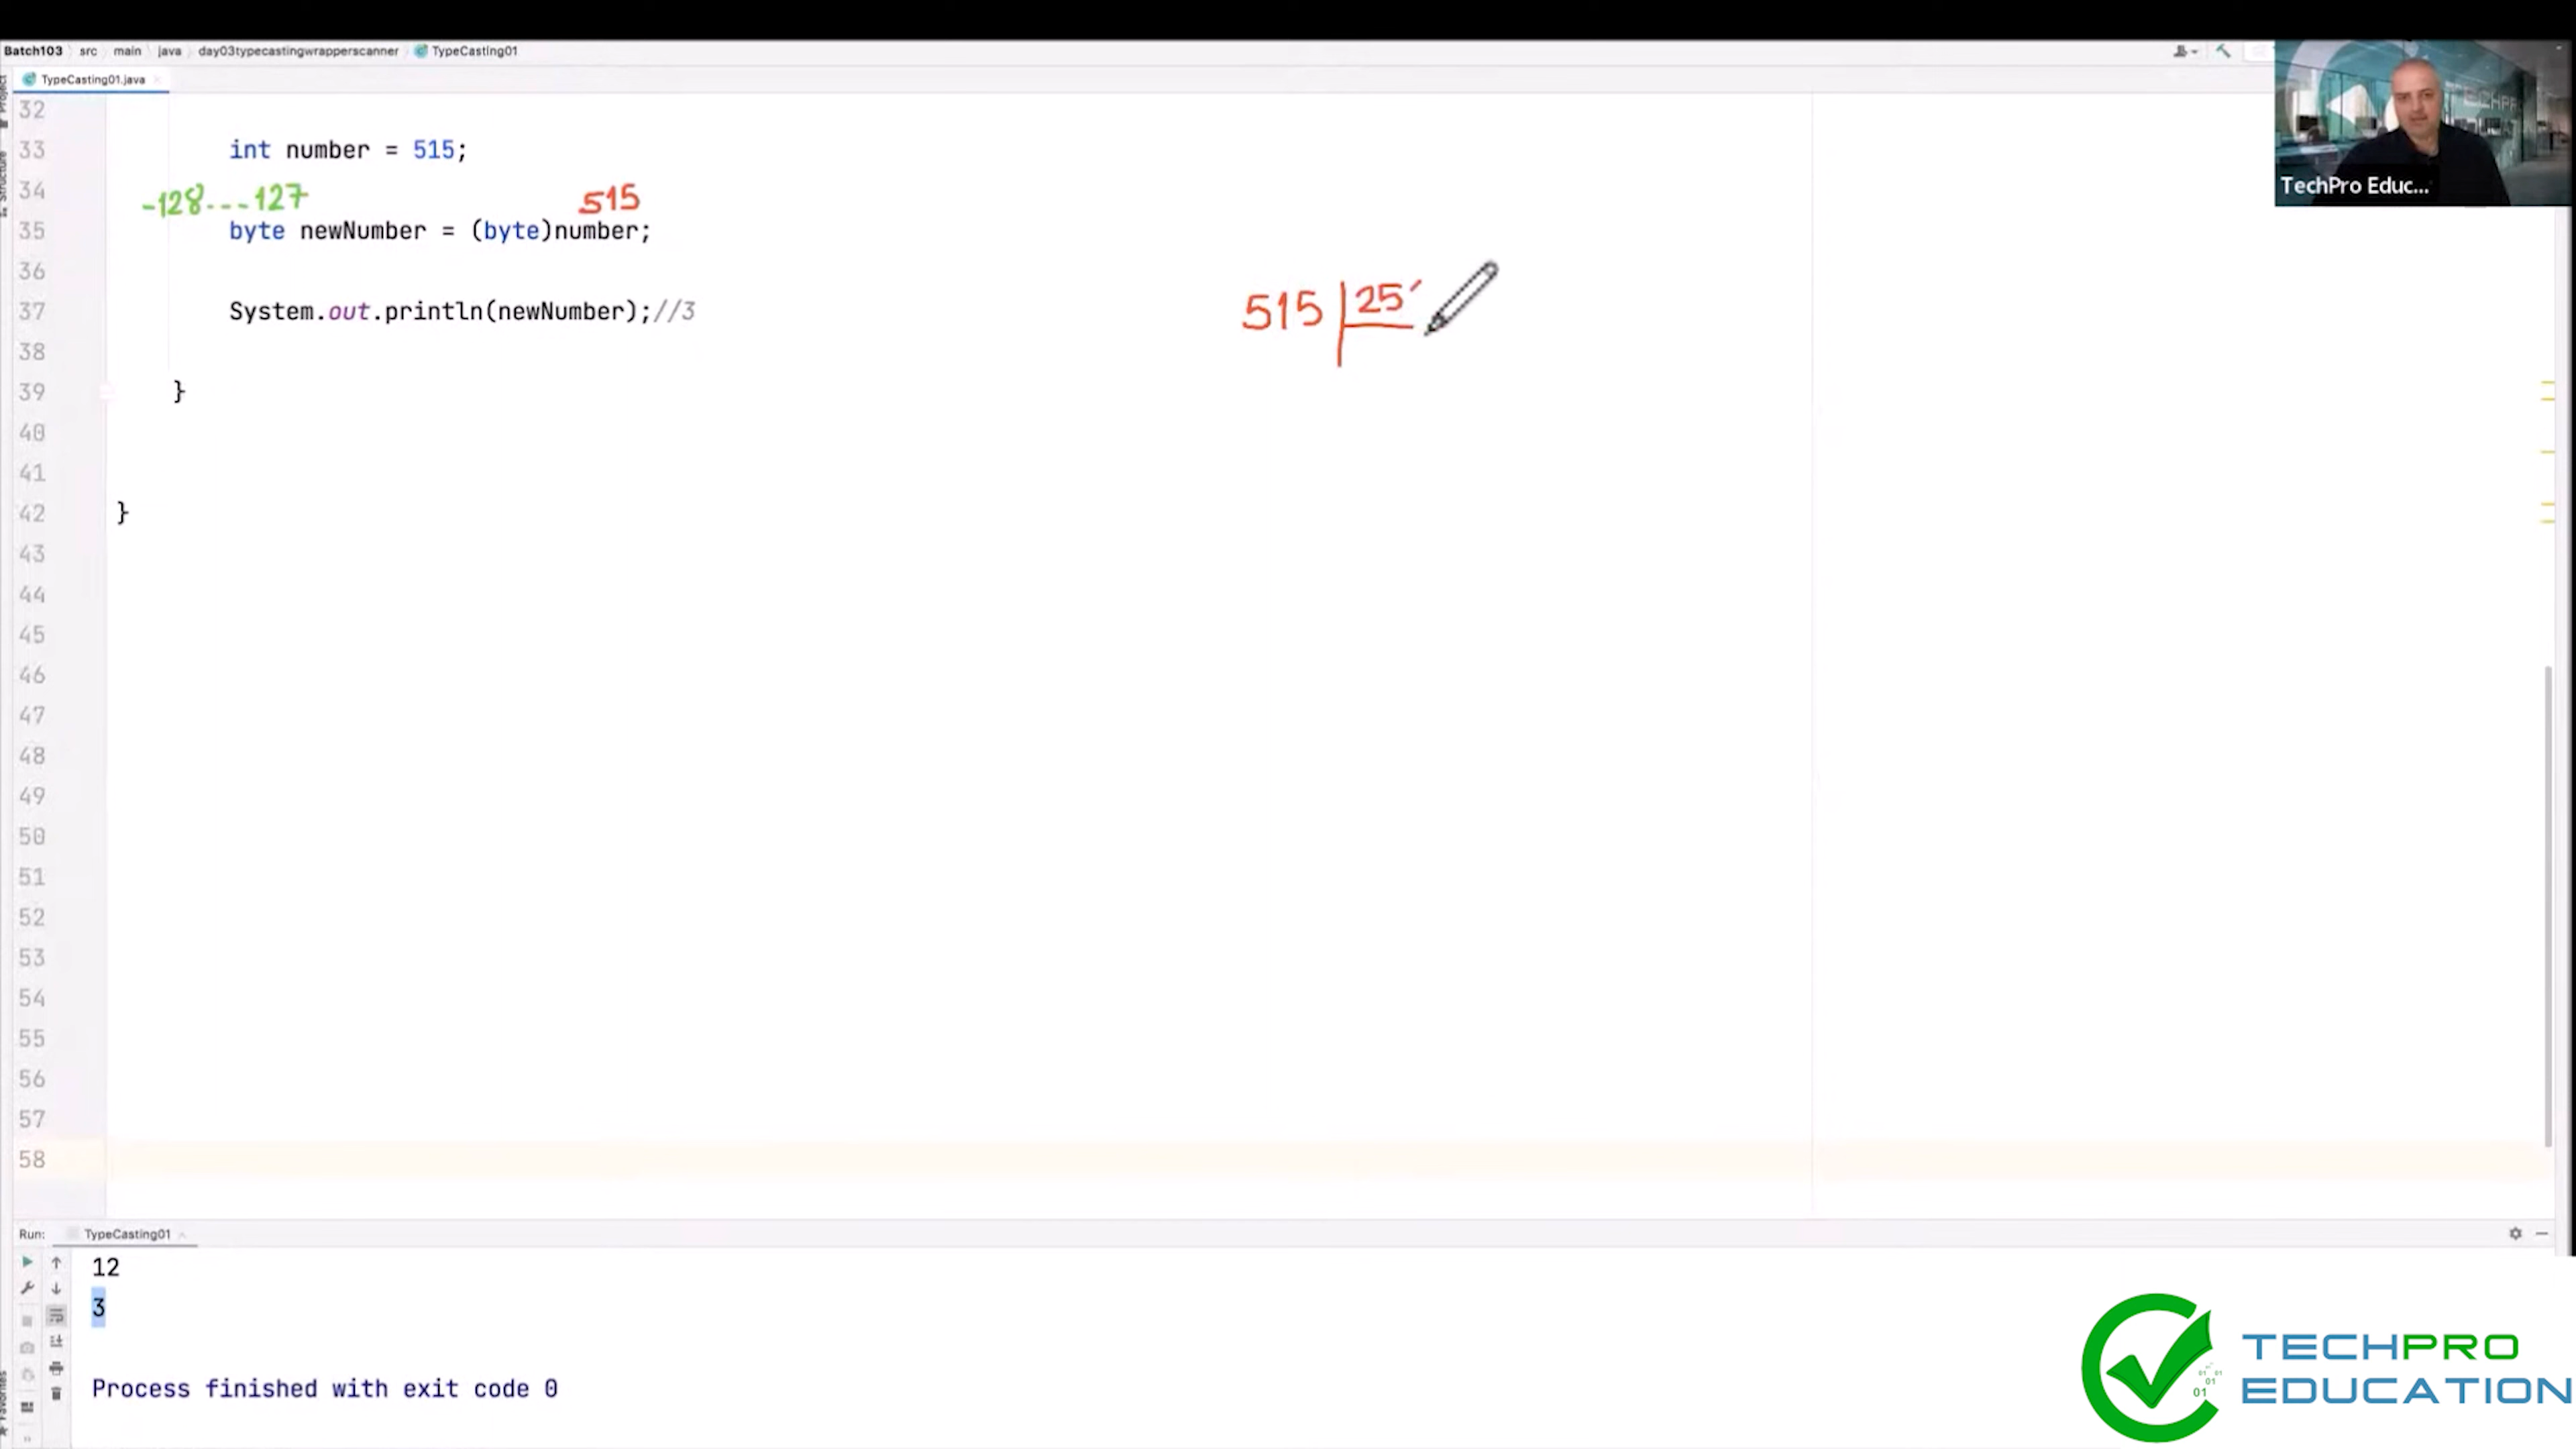 Batch103 src main java day03typecastingwrapperscanner TypeCasting01
TypeCasting01.java
Project
Structure
TechPro Educ...
32
33 int number = 515;
34 -128...-127 515
35 byte newNumber = (byte)number;
36
515 25
37 System.out.println(newNumber);//3
38
39 }
40
41
42 }
43
44
45
46
47
48
49
50
51
52
53
54
55
56
57
58
Run: TypeCasting01
12
3
Process finished with exit code 0
Favorites
TECHPRO
EDUCATION